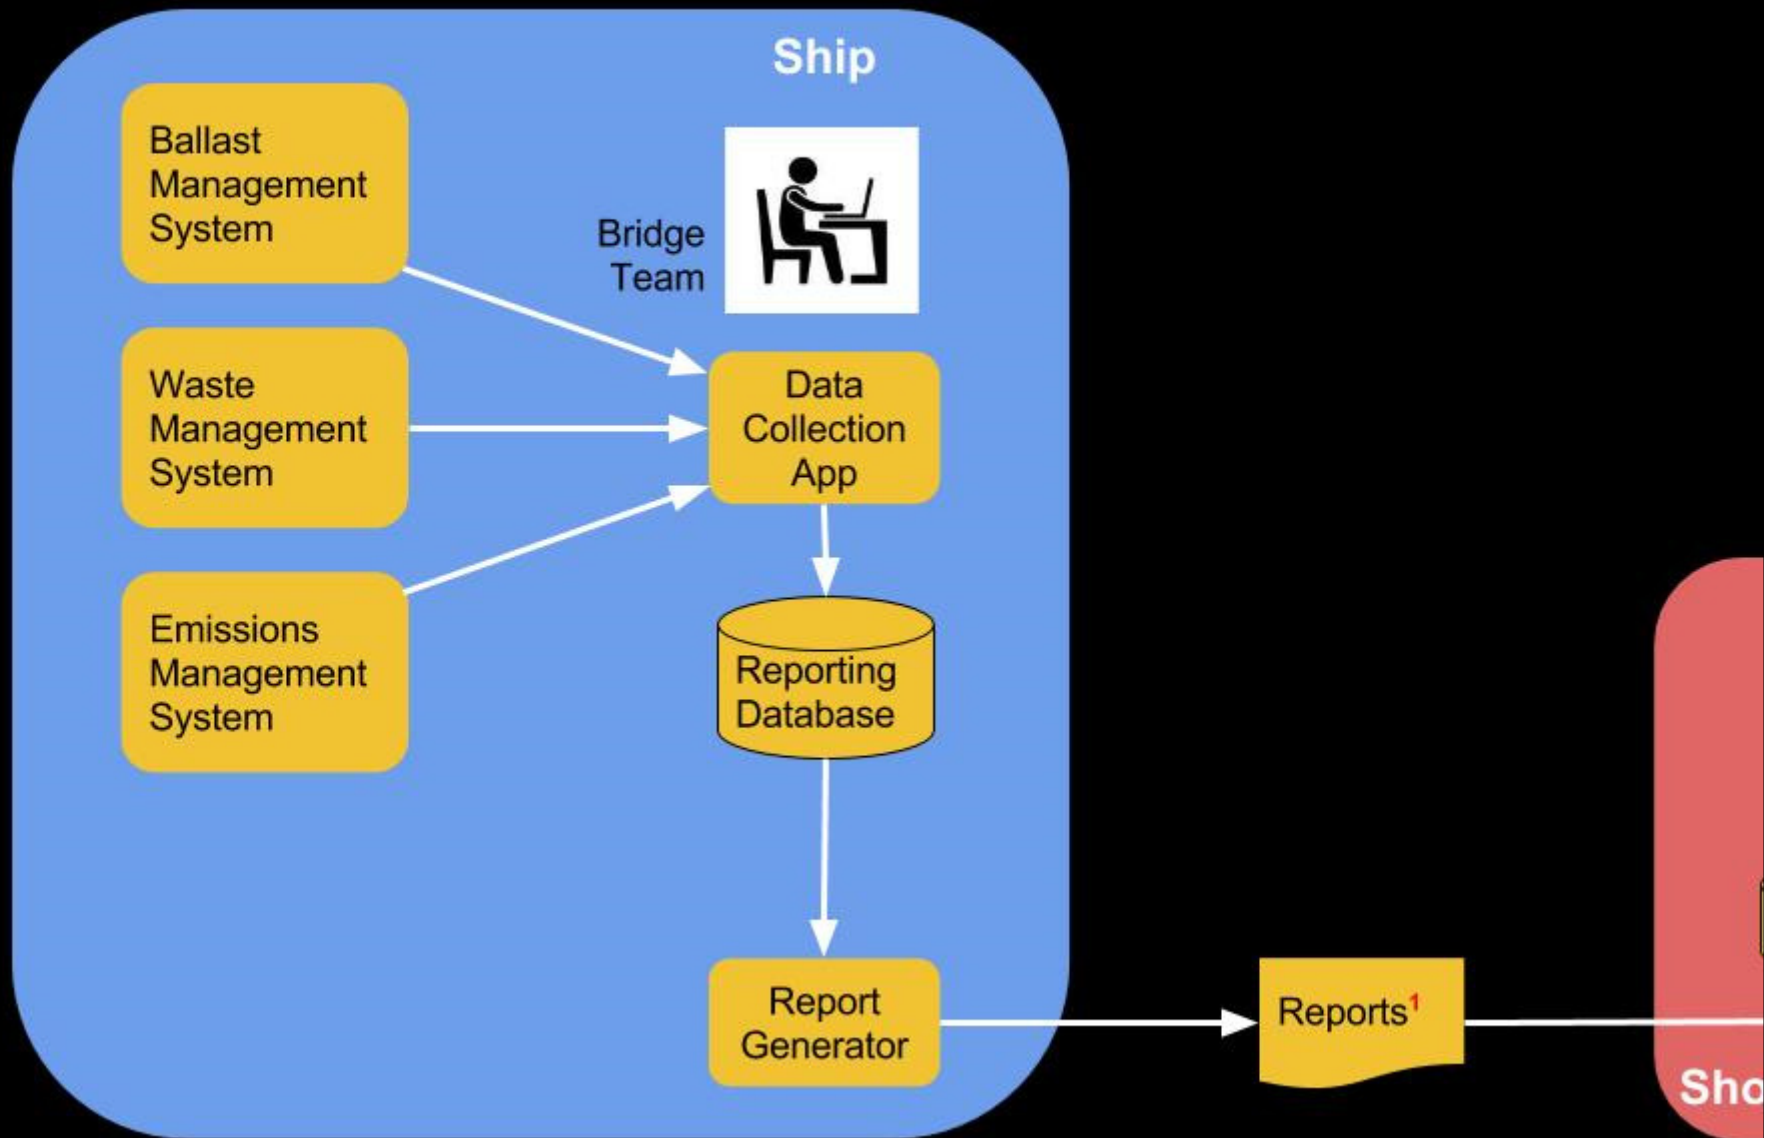 Ship
Ballast
Management
System
Bridge
Team
Waste
Management
System
Data
Collection
App
Emissions
Management
System
Reporting
Database
Report
Generator
Reports¹
Sho